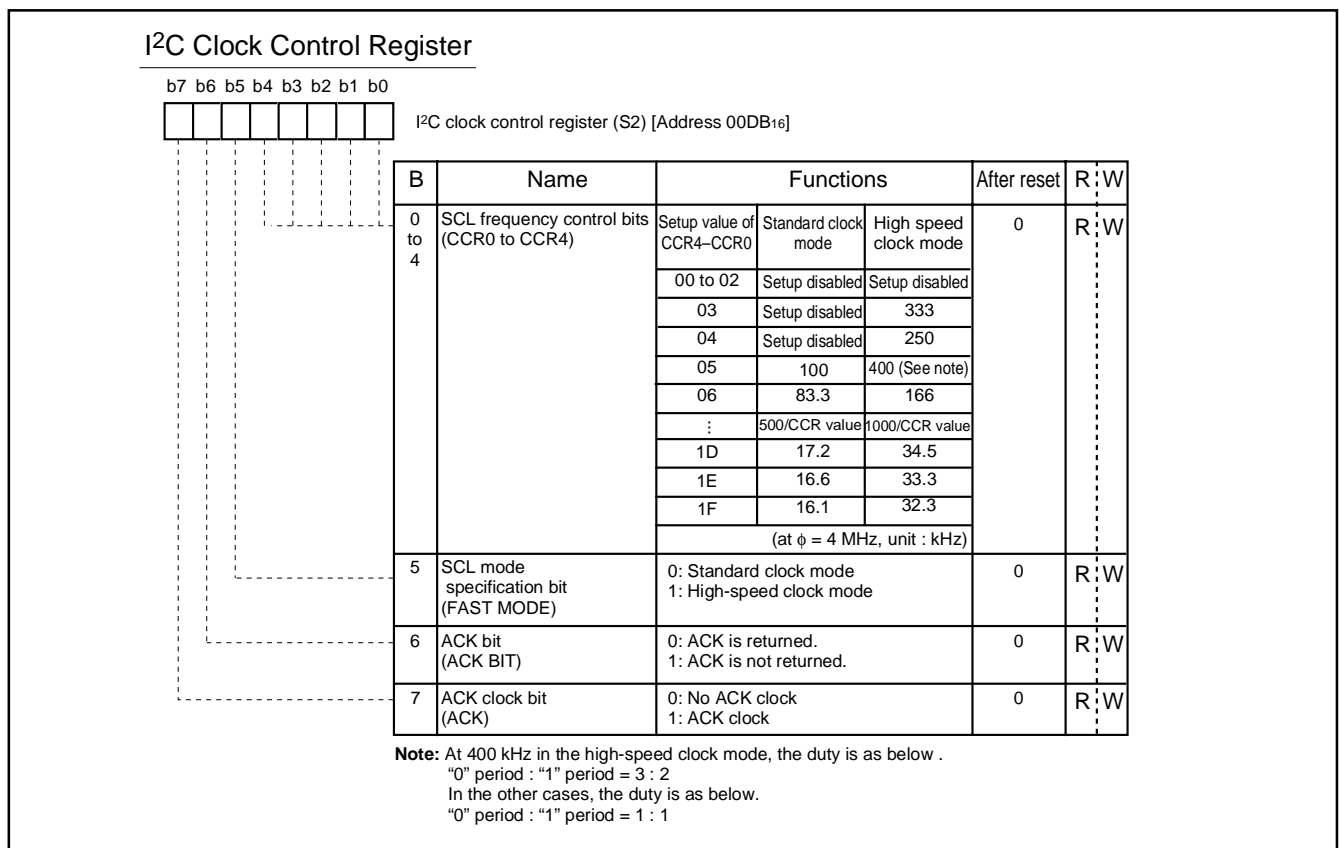 I2C Clock Control Register
b7 b6 b5 b4 b3 b2 b1 b0
I2C clock control register (S2) [Address 00DB16]
B Name Functions After reset R W
0 to 4 SCL frequency control bits (CCR0 to CCR4) Setup value of CCR4–CCR0 Standard clock mode High speed clock mode 0 R W
00 to 02 Setup disabled Setup disabled
03 Setup disabled 333
04 Setup disabled 250
05 100 400 (See note)
06 83.3 166
⋮ 500/CCR value 1000/CCR value
1D 17.2 34.5
1E 16.6 33.3
1F 16.1 32.3
(at ϕ = 4 MHz, unit : kHz)
5 SCL mode specification bit (FAST MODE) 0: Standard clock mode 1: High-speed clock mode 0 R W
6 ACK bit (ACK BIT) 0: ACK is returned. 1: ACK is not returned. 0 R W
7 ACK clock bit (ACK) 0: No ACK clock 1: ACK clock 0 R W
Note: At 400 kHz in the high-speed clock mode, the duty is as below .
“0” period : “1” period = 3 : 2
In the other cases, the duty is as below.
“0” period : “1” period = 1 : 1